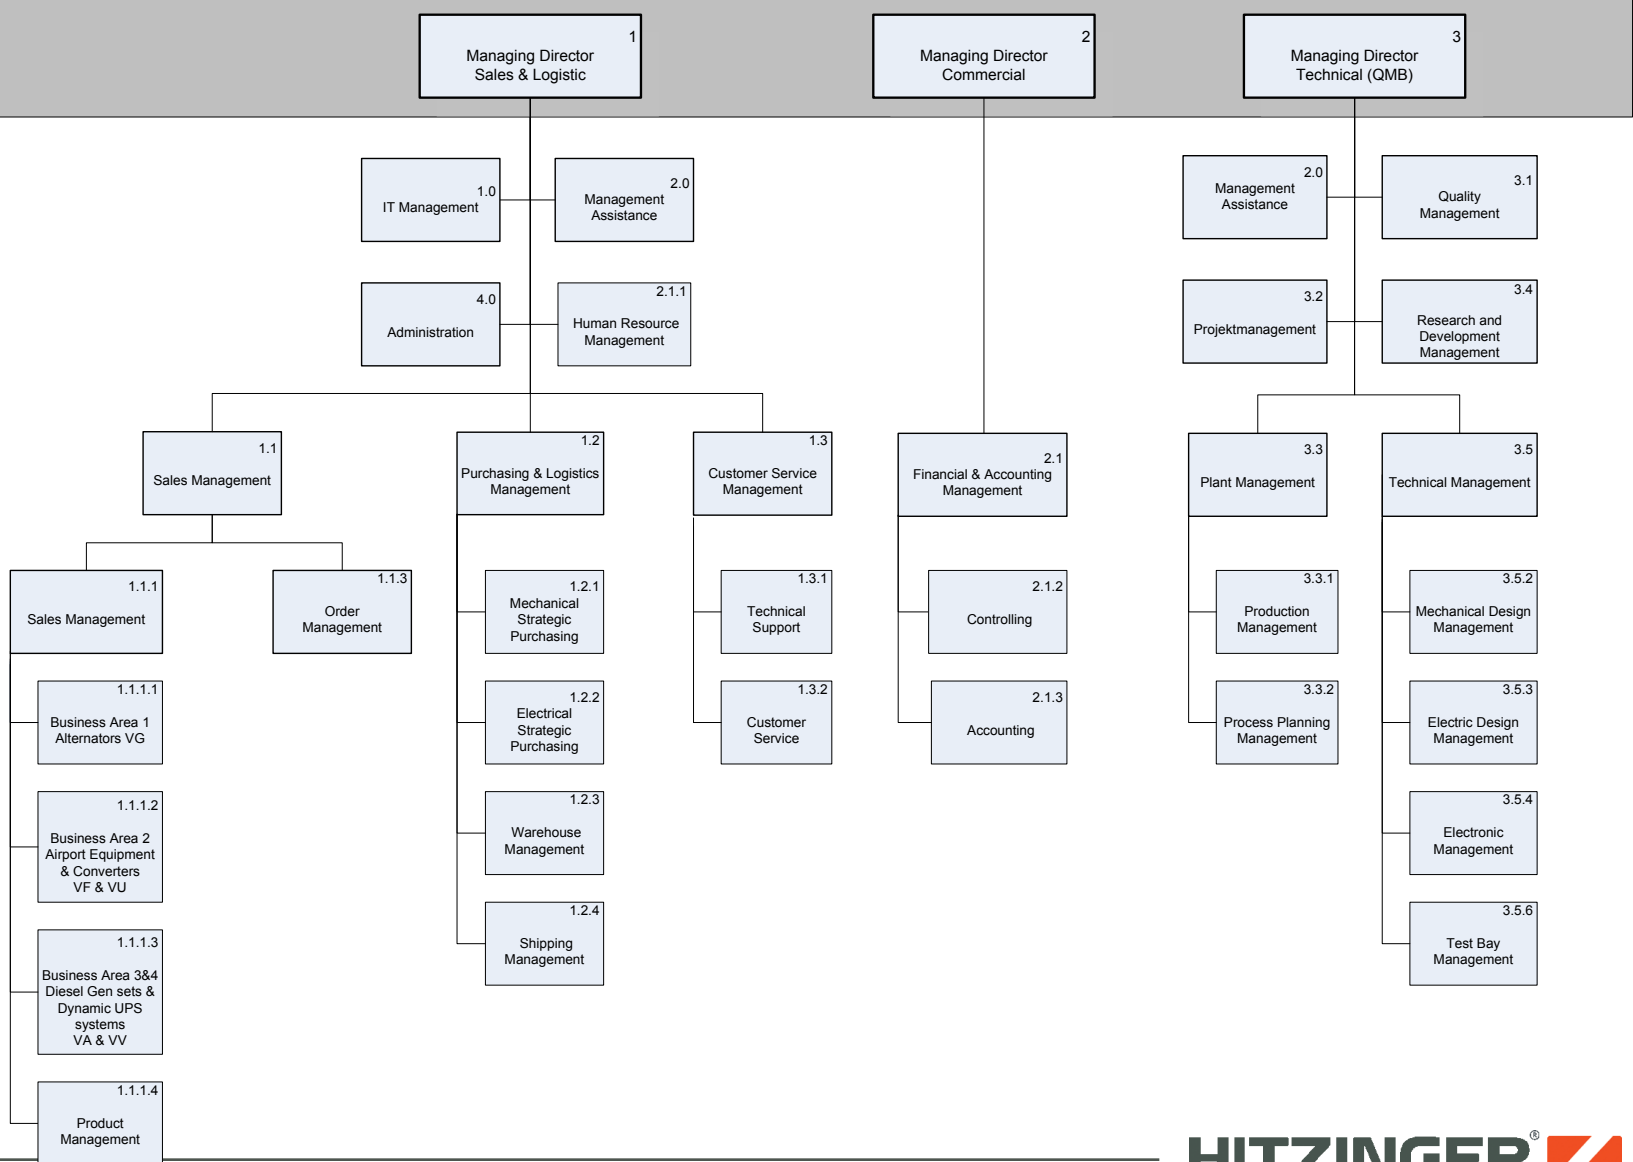 1
Managing Director
Sales & Logistic
2
Managing Director
Commercial
3
Managing Director
Technical (QMB)
1.0
IT Management
2.0
Management
Assistance
2.0
Management
Assistance
3.1
Quality
Management
4.0
Administration
2.1.1
Human Resource
Management
3.2
Projektmanagement
3.4
Research and
Development
Management
1.1
Sales Management
1.2
Purchasing & Logistics
Management
1.3
Customer Service
Management
2.1
Financial & Accounting
Management
3.3
Plant Management
3.5
Technical Management
1.1.1
Sales Management
1.1.3
Order
Management
1.2.1
Mechanical
Strategic
Purchasing
1.3.1
Technical
Support
2.1.2
Controlling
3.3.1
Production
Management
3.5.2
Mechanical Design
Management
1.1.1.1
Business Area 1
Alternators VG
1.2.2
Electrical
Strategic
Purchasing
1.3.2
Customer
Service
2.1.3
Accounting
3.3.2
Process Planning
Management
3.5.3
Electric Design
Management
1.1.1.2
Business Area 2
Airport Equipment
& Converters
VF & VU
1.2.3
Warehouse
Management
3.5.4
Electronic
Management
1.1.1.3
Business Area 3&4
Diesel Gen sets &
Dynamic UPS
systems
VA & VV
1.2.4
Shipping
Management
3.5.6
Test Bay
Management
1.1.1.4
Product
Management
HITZINGER®